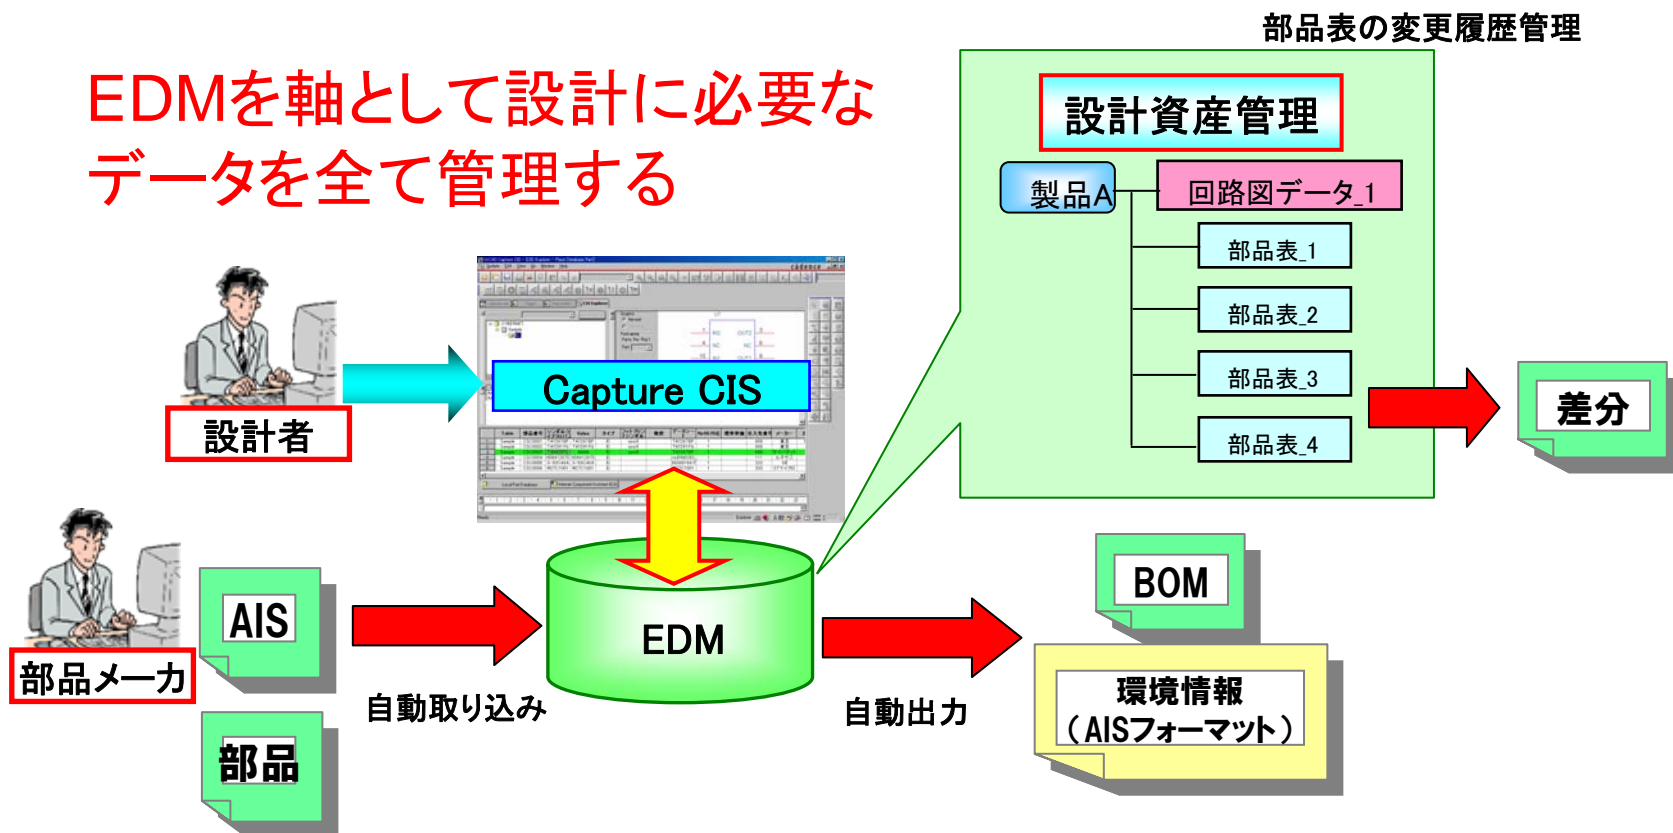 部品表の変更履歴管理
EDMを軸として設計に必要な
データを全て管理する
設計資産管理
製品A
回路図データ_1
部品表_1
部品表_2
部品表_3
部品表_4
差分
cadence
Capture CIS
設計者
部品メーカ
AIS
部品
自動取り込み
EDM
自動出力
BOM
環境情報
(AISフォーマット)